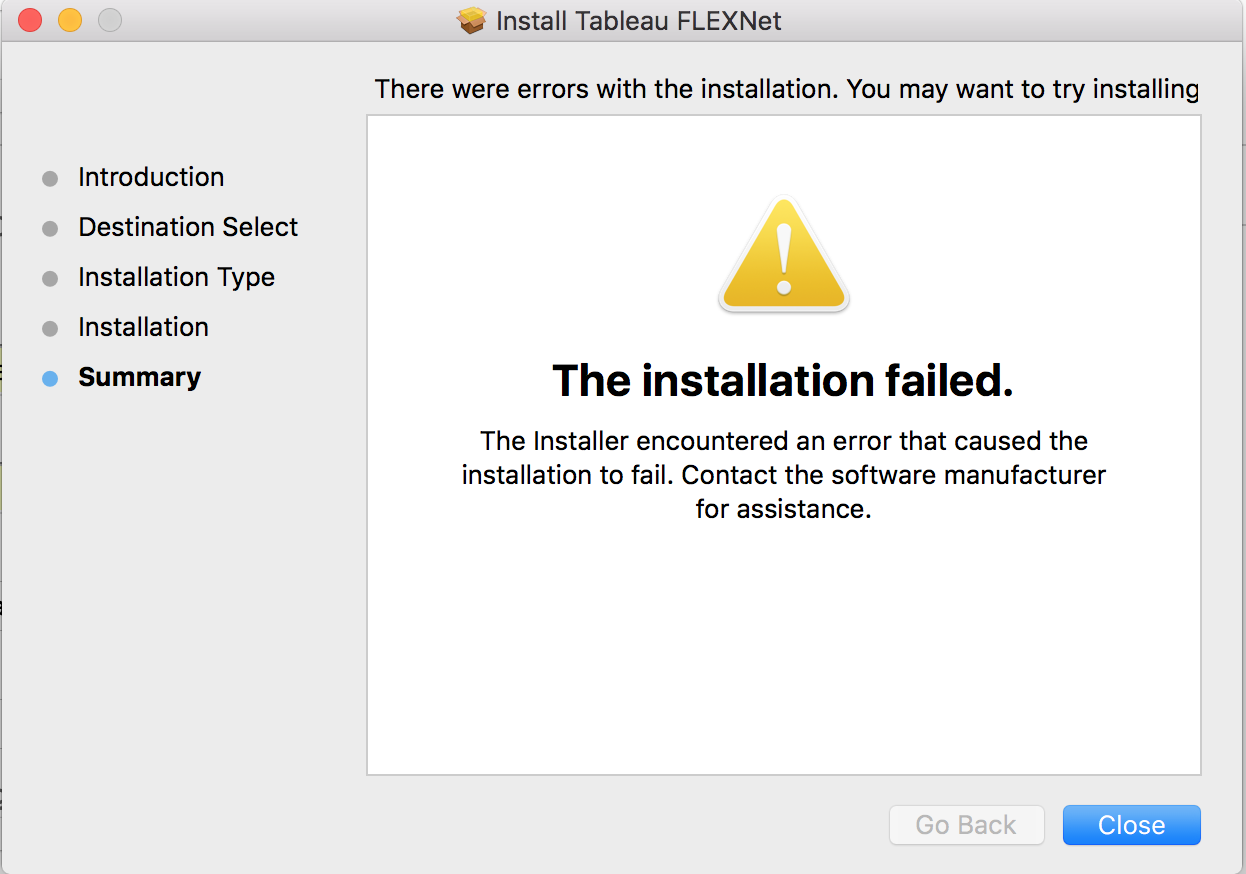 Install Tableau FLEXNet
There were errors with the installation. You may want to try installing
Introduction
Destination Select
Installation Type
Installation
Summary
The installation failed.
The Installer encountered an error that caused the
installation to fail. Contact the software manufacturer
for assistance.
Go Back
Close